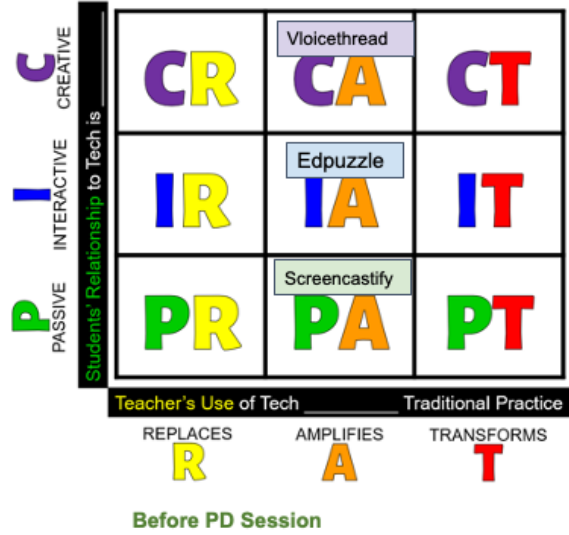 C
CREATIVE
I
INTERACTIVE
P
PASSIVE
Students' Relationship to Tech is ________
CR
Vloicethread
CA
CT
IR
Edpuzzle
IA
IT
PR
Screencastify
PA
PT
Teacher's Use of Tech __________ Traditional Practice
REPLACES
R
AMPLIFIES
A
TRANSFORMS
T
Before PD Session